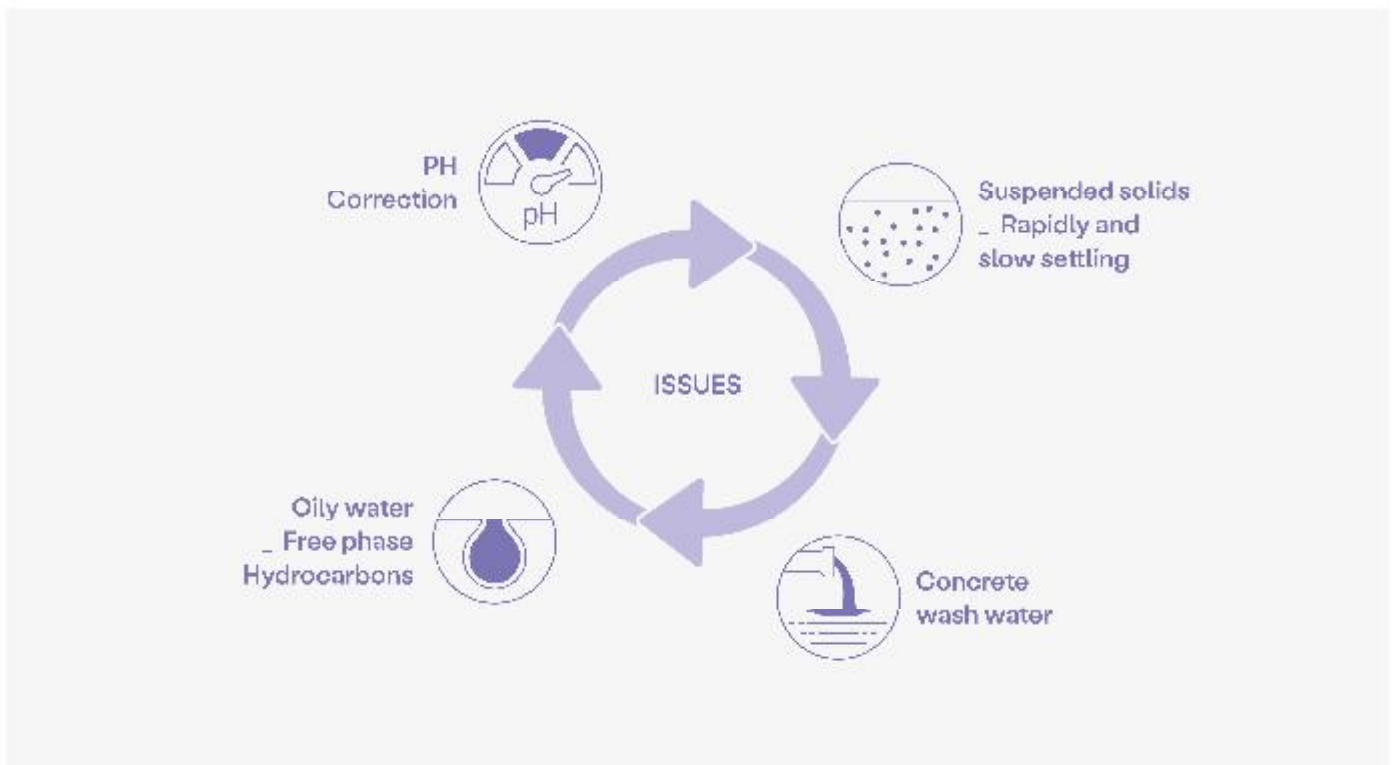 PH
Correction
pH
Suspended solids
_ Rapidly and
slow settling
ISSUES
Oily water
_ Free phase
Hydrocarbons
Concrete
wash water